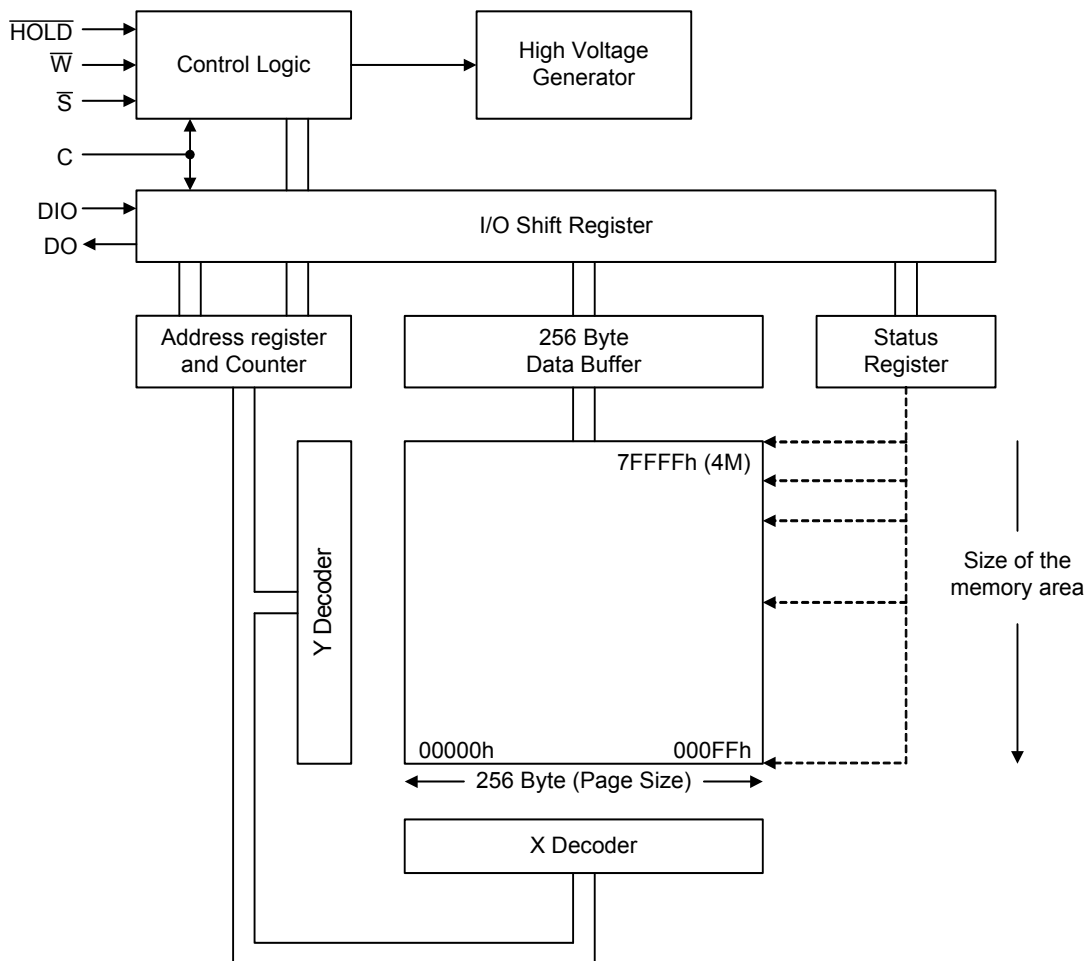 HOLD
W
S
C
DIO
DO
Control Logic
High Voltage
Generator
I/O Shift Register
Address register
and Counter
256 Byte
Data Buffer
Status
Register
Y Decoder
7FFFFh (4M)
00000h
000FFh
256 Byte (Page Size)
Size of the
memory area
X Decoder